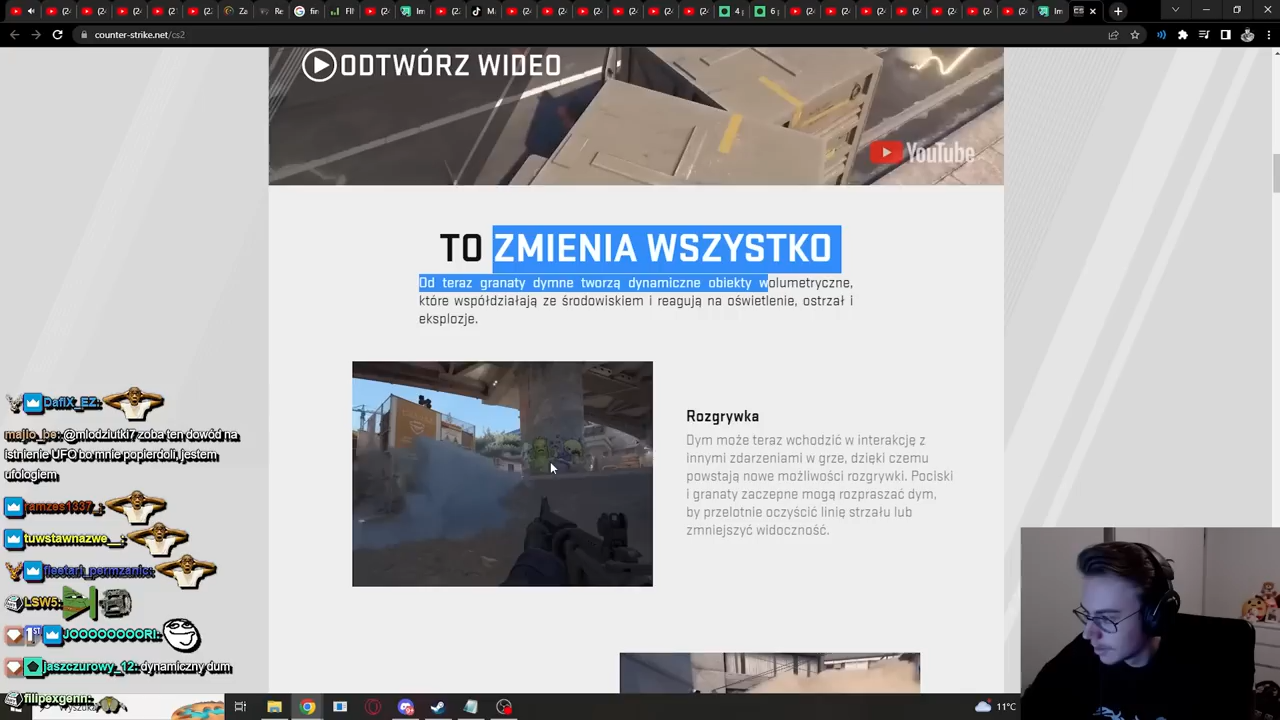 counter-strike.net/cs2
ODTWÓRZ WIDEO
YouTube
TO ZMIENIA WSZYSTKO
Od teraz granaty dymne tworzą dynamiczne obiekty wolumetryczne,
które współdziałają ze środowiskiem i reagują na oświetlenie, ostrzał i
eksplozje.
Rozgrywka
Dym może teraz wchodzić w interakcję z
innymi zdarzeniami w grze, dzięki czemu
powstają nowe możliwości rozgrywki. Pociski
i granaty zaczepne mogą rozpraszać dym,
by przelotnie oczyścić linię strzału lub
zmniejszyć widoczność.
DaflX_EZ:
majlo_be: @mlodziutki7 zoba ten dowód na
istnienie UFO bo mnie popierdoli, jestem
ufologiem
ramzes1337_:
tuwstawnazwe__:
LSW5:
JOOOOOOOORI:
1ST
jaszczurowy_12: dynamiczny dum
filipexgenn:
11°C